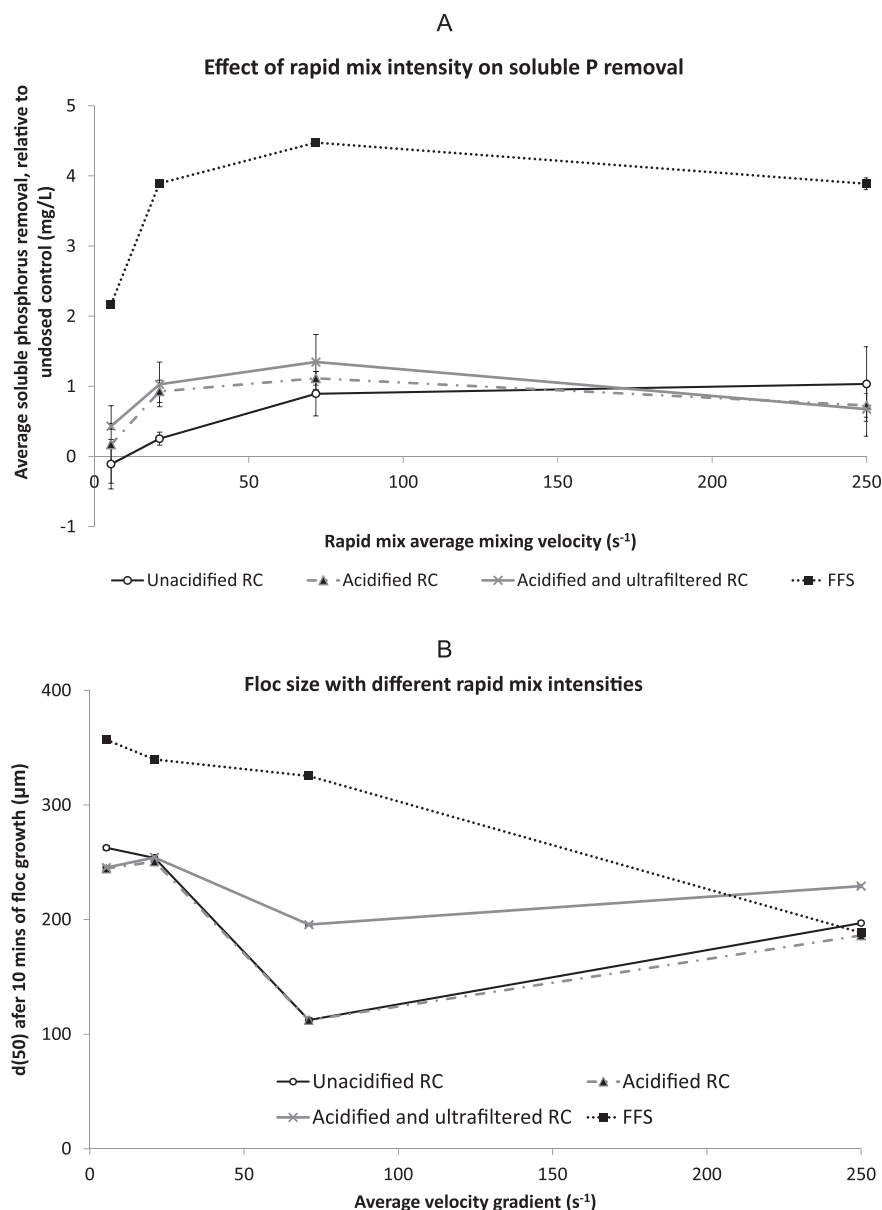 A
Effect of rapid mix intensity on soluble P removal
Average soluble phosphorus removal, relative to
undosed control (mg/L)
5
4
3
2
1
0
-1
0
50
100
150
200
250
Rapid mix average mixing velocity (s⁻¹)
Unacidified RC Acidified RC Acidified and ultrafiltered RC FFS
B
Floc size with different rapid mix intensities
d(50) afer 10 mins of floc growth (µm)
400
300
200
100
0
Unacidified RC Acidified RC
Acidified and ultrafiltered RC FFS
0
50
100
150
200
250
Average velocity gradient (s⁻¹)